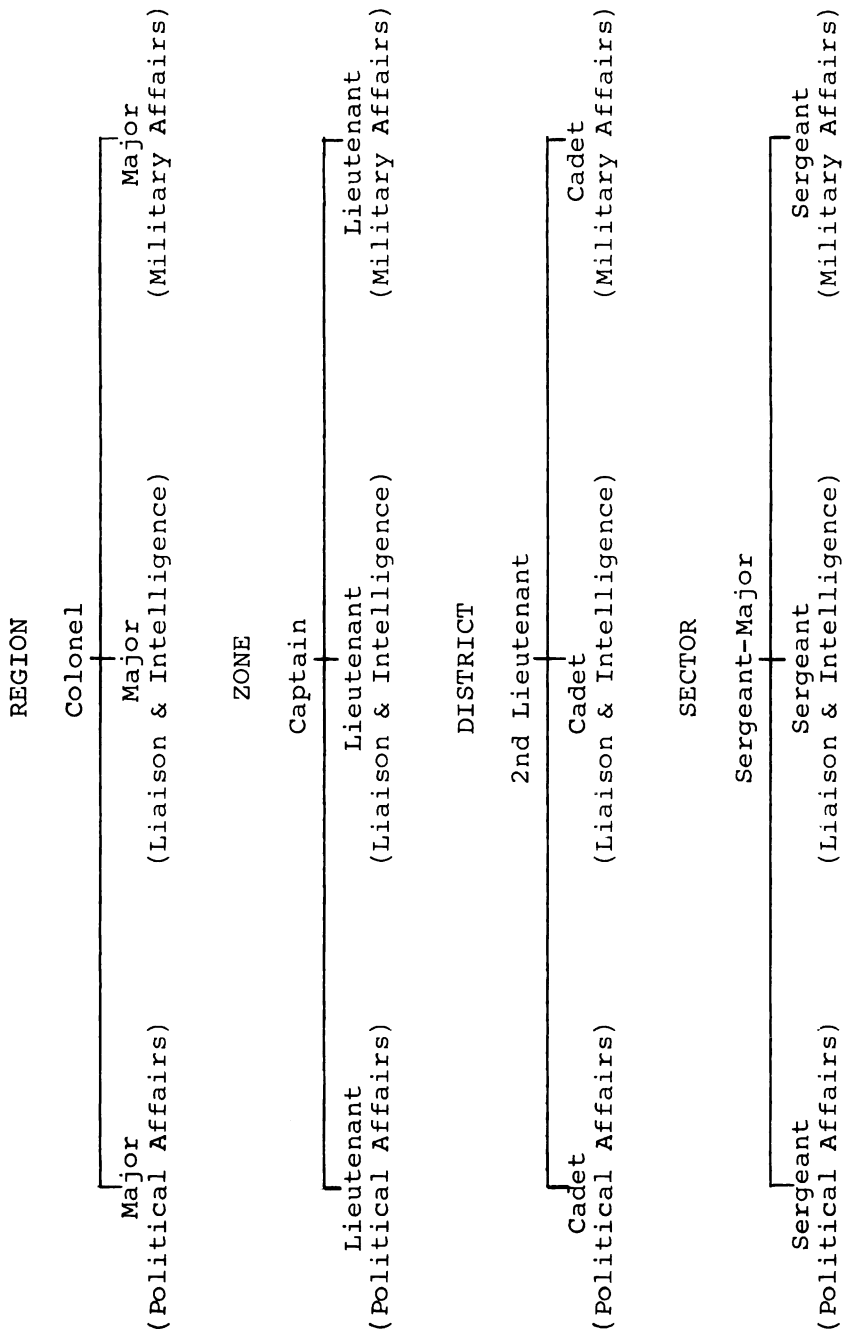 REGION
Colonel
Major Major Major
(Political Affairs) (Liaison & Intelligence) (Military Affairs)
ZONE
Captain
Lieutenant Lieutenant Lieutenant
(Political Affairs) (Liaison & Intelligence) (Military Affairs)
DISTRICT
2nd Lieutenant
Cadet Cadet Cadet
(Political Affairs) (Liaison & Intelligence) (Military Affairs)
SECTOR
Sergeant-Major
Sergeant Sergeant Sergeant
(Political Affairs) (Liaison & Intelligence) (Military Affairs)